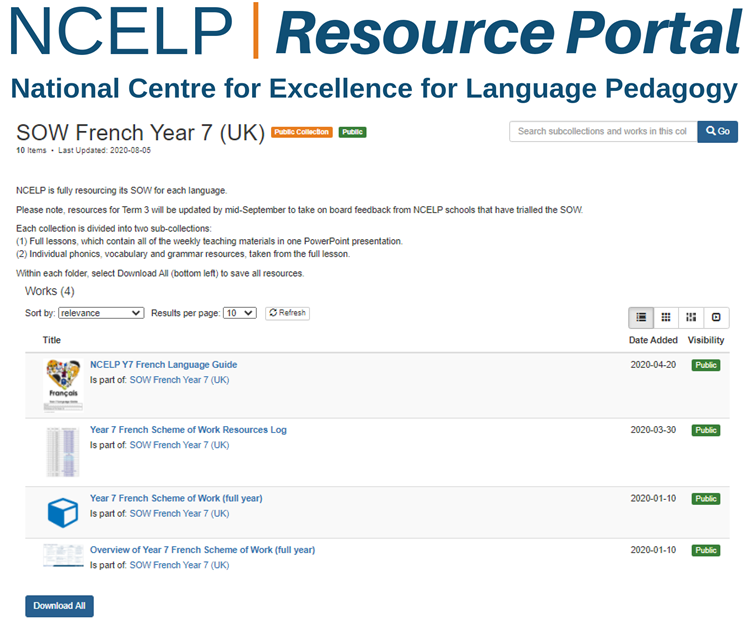 NCELP | Resource Portal
National Centre for Excellence for Language Pedagogy
SOW French Year 7 (UK) Public Collection Public
Search subcollections and works in this col Go
10 Items • Last Updated: 2020-08-05
NCELP is fully resourcing its SOW for each language.
Please note, resources for Term 3 will be updated by mid-September to take on board feedback from NCELP schools that have trialled the SOW.
Each collection is divided into two sub-collections:
(1) Full lessons, which contain all of the weekly teaching materials in one PowerPoint presentation.
(2) Individual phonics, vocabulary and grammar resources, taken from the full lesson.
Within each folder, select Download All (bottom left) to save all resources.
Works (4)
Sort by: relevance Results per page: 10 Refresh
Title Date Added Visibility
Français
NCELP Y7 French Language Guide 2020-04-20 Public
Is part of: SOW French Year 7 (UK)
Year 7 French Scheme of Work Resources Log 2020-03-30 Public
Is part of: SOW French Year 7 (UK)
Year 7 French Scheme of Work (full year) 2020-01-10 Public
Is part of: SOW French Year 7 (UK)
Overview of Year 7 French Scheme of Work (full year) 2020-01-10 Public
Is part of: SOW French Year 7 (UK)
Download All